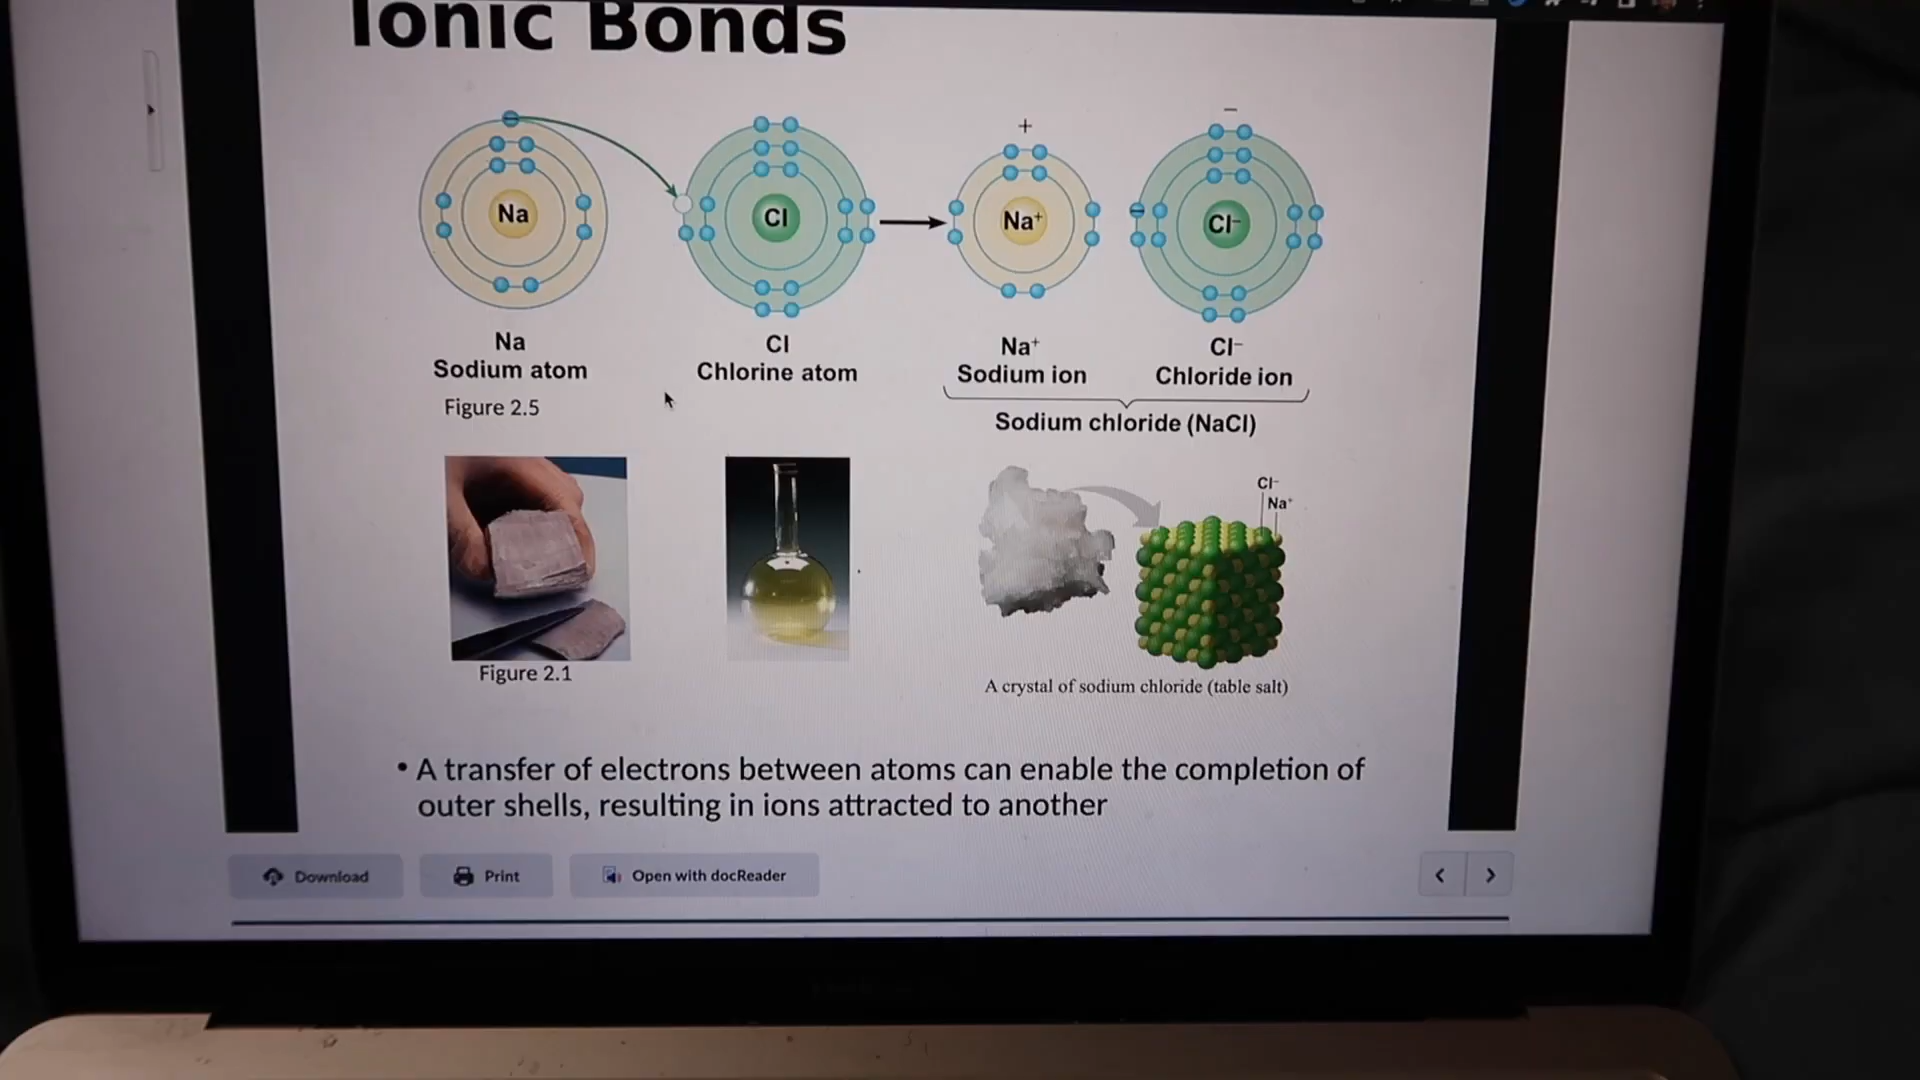 Ionic Bonds
+
−
Na
Cl
Na⁺
Cl⁻
Na
Sodium atom
Cl
Chlorine atom
Na⁺
Sodium ion
Cl⁻
Chloride ion
Figure 2.5
Sodium chloride (NaCl)
Cl⁻
Na⁺
Figure 2.1
A crystal of sodium chloride (table salt)
• A transfer of electrons between atoms can enable the completion of
outer shells, resulting in ions attracted to another
Download
Print
Open with docReader